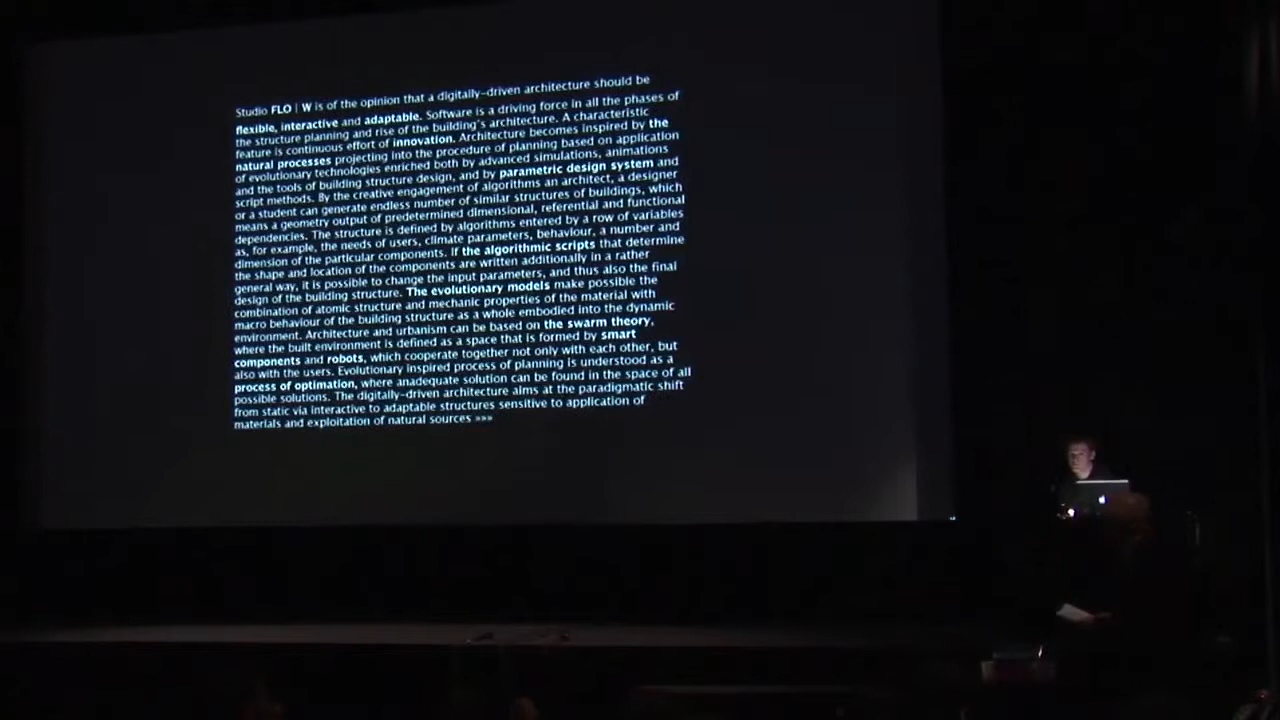 Studio FLO | W is of the opinion that a digitally-driven architecture should be
flexible, interactive and adaptable. Software is a driving force in all the phases of
the structure planning and rise of the building's architecture. A characteristic
feature is continuous effort of innovation. Architecture becomes inspired by the
natural processes projecting into the procedure of planning based on application
of evolutionary technologies enriched both by advanced simulations, animations
and the tools of building structure design, and by parametric design system and
script methods. By the creative engagement of algorithms an architect, a designer
or a student can generate endless number of similar structures of buildings, which
means a geometry output of predetermined dimensional, referential and functional
dependencies. The structure is defined by algorithms entered by a row of variables
as, for example, the needs of users, climate parameters, behaviour, a number and
dimension of the particular components. If the algorithmic scripts that determine
the shape and location of the components are written additionally in a rather
general way, it is possible to change the input parameters, and thus also the final
design of the building structure. The evolutionary models make possible the
combination of atomic structure and mechanic properties of the material with
macro behaviour of the building structure as a whole embodied into the dynamic
environment. Architecture and urbanism can be based on the swarm theory,
where the built environment is defined as a space that is formed by smart
components and robots, which cooperate together not only with each other, but
also with the users. Evolutionary inspired process of planning is understood as a
process of optimation, where anadequate solution can be found in the space of all
possible solutions. The digitally-driven architecture aims at the paradigmatic shift
from static via interactive to adaptable structures sensitive to application of
materials and exploitation of natural sources »»»